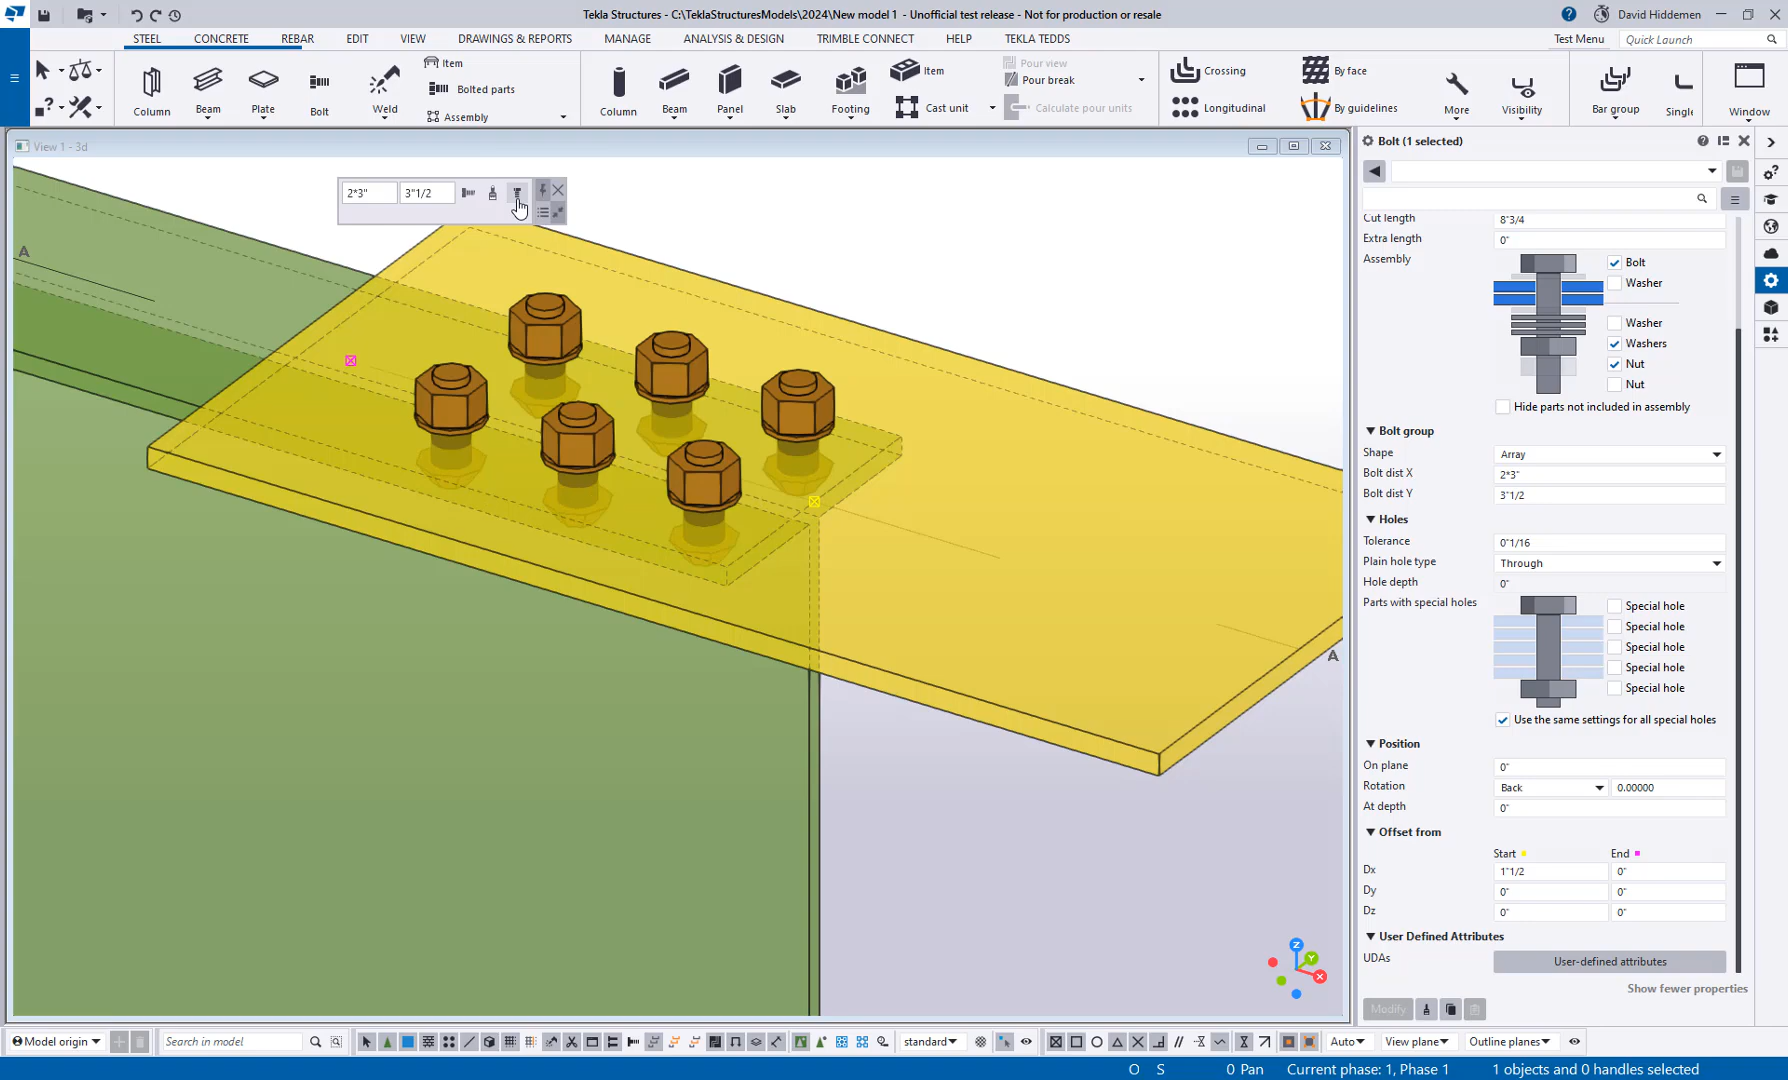 Tekla Structures - C:\TeklaStructuresModels\2024\New model 1 - Unofficial test release - Not for production or resale
David Hiddemen
STEEL CONCRETE REBAR EDIT VIEW DRAWINGS & REPORTS MANAGE ANALYSIS & DESIGN TRIMBLE CONNECT HELP TEKLA TEDDS
Test Menu Quick Launch
Column Beam Plate Bolt Weld
Item
Bolted parts
Assembly
Column Beam Panel Slab Footing
Item
Cast unit
Pour view
Pour break
Calculate pour units
Crossing
Longitudinal
By face
By guidelines
More Visibility Bar group Single Window
View 1 - 3d
2*3" 3"1/2
A
A
Z
Y
X
Bolt (1 selected)
Cut length 8"3/4
Extra length 0"
Assembly
Bolt
Washer
Washer
Washers
Nut
Nut
Hide parts not included in assembly
Bolt group
Shape Array
Bolt dist X 2*3"
Bolt dist Y 3"1/2
Holes
Tolerance 0"1/16
Plain hole type Through
Hole depth 0"
Parts with special holes
Special hole
Special hole
Special hole
Special hole
Special hole
Use the same settings for all special holes
Position
On plane 0"
Rotation Back 0.00000
At depth 0"
Offset from
Start End
Dx 1"1/2 0"
Dy 0" 0"
Dz 0" 0"
User Defined Attributes
UDAs User-defined attributes
Show fewer properties
Modify
Model origin Search in model standard Auto View plane Outline planes
O S 0 Pan Current phase: 1, Phase 1 1 objects and 0 handles selected